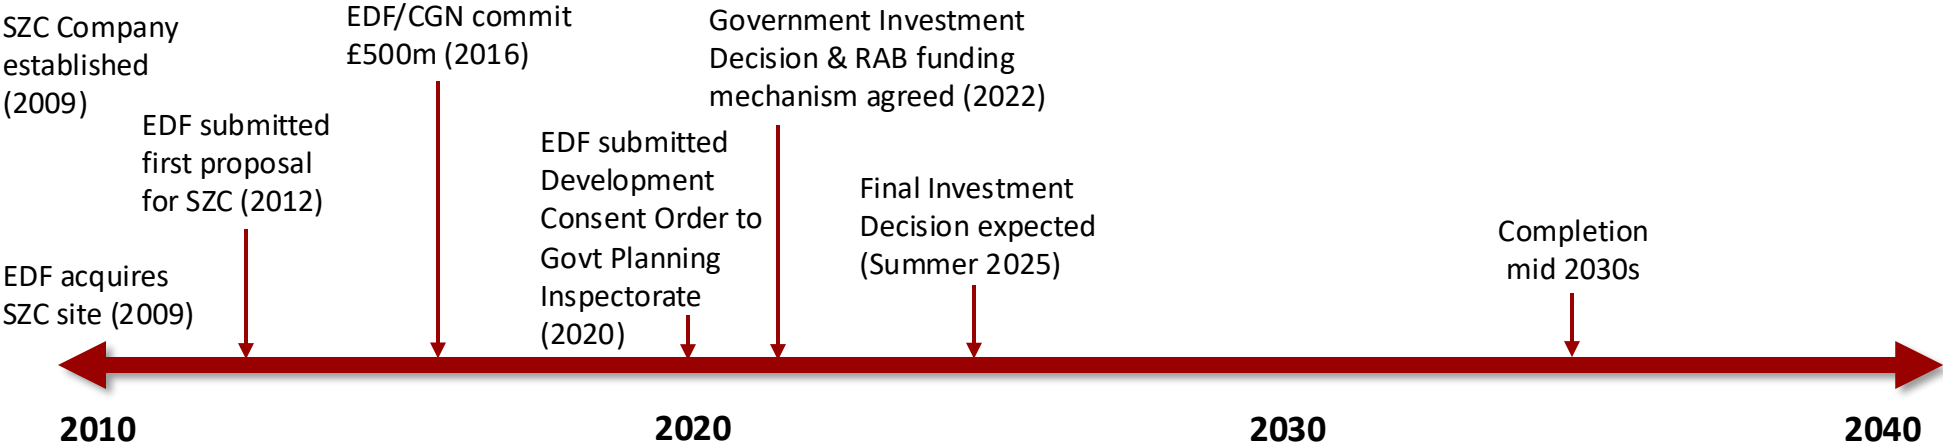 SZC Company
established
(2009)
EDF acquires
SZC site (2009)
EDF submitted
first proposal
for SZC (2012)
EDF/CGN commit
£500m (2016)
EDF submitted
Development
Consent Order to
Govt Planning
Inspectorate
(2020)
Government Investment
Decision & RAB funding
mechanism agreed (2022)
Final Investment
Decision expected
(Summer 2025)
Completion
mid 2030s
2010
2020
2030
2040